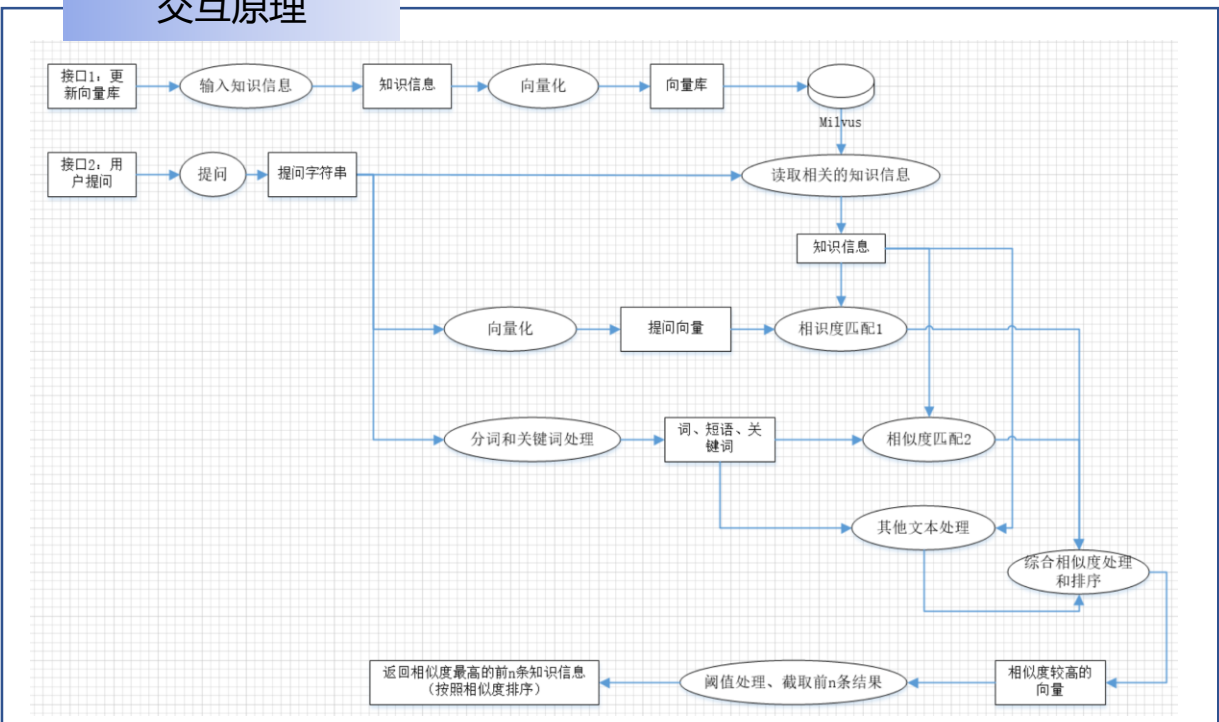 交互原理
接口1：更
新向量库
输入知识信息
知识信息
向量化
向量库
Milvus
接口2：用
户提问
提问
提问字符串
读取相关的知识信息
知识信息
向量化
提问向量
相识度匹配1
分词和关键词处理
词、短语、关
键词
相似度匹配2
其他文本处理
综合相似度处理
和排序
返回相似度最高的前n条知识信息
（按照相似度排序）
阈值处理、截取前n条结果
相似度较高的
向量